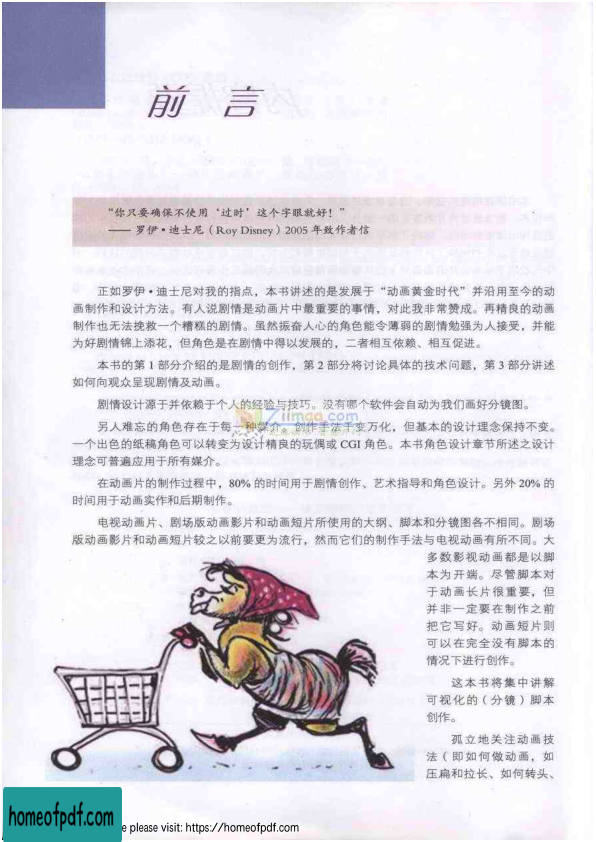 前言
“你只要确保不使用‘过时’这个字眼就好！”
—— 罗伊·迪士尼（Roy Disney）2005 年致作者信
正如罗伊·迪士尼对我的指点，本书讲述的是发展于“动画黄金时代”并沿用至今的动
画制作和设计方法。有人说剧情是动画片中最重要的事情，对此我非常赞成。再精良的动画
制作也无法挽救一个糟糕的剧情。虽然振奋人心的角色能令薄弱的剧情勉强为人接受，并能
为好剧情锦上添花，但角色是在剧情中得以发展的，二者相互依赖、相互促进。
本书的第 1 部分介绍的是剧情的创作，第 2 部分将讨论具体的技术问题，第 3 部分讲述
如何向观众呈现剧情及动画。
剧情设计源于并依赖于个人的经验与技巧。没有哪个软件会自动为我们画好分镜图。
另人难忘的角色存在于每一种媒介。创作手法千变万化，但基本的设计理念保持不变。
一个出色的纸稿角色可以转变为设计精良的玩偶或 CGI 角色。本书角色设计章节所述之设计
理念可普遍应用于所有媒介。
在动画片的制作过程中，80% 的时间用于剧情创作、艺术指导和角色设计。另外 20% 的
时间用于动画实作和后期制作。
电视动画片、剧场版动画影片和动画短片所使用的大纲、脚本和分镜图各不相同。剧场
版动画影片和动画短片较之以前要更为流行，然而它们的制作手法与电视动画有所不同。大
多数影视动画都是以脚
本为开端。尽管脚本对
于动画长片很重要，但
并非一定要在制作之前
把它写好。动画短片则
可以在完全没有脚本的
情况下进行创作。
这本书将集中讲解
可视化的（分镜）脚本
创作。
孤立地关注动画技
法（即如何做动画，如
压扁和拉长、如何转头、
homeofpdf.com
e please visit: https://homeofpdf.com